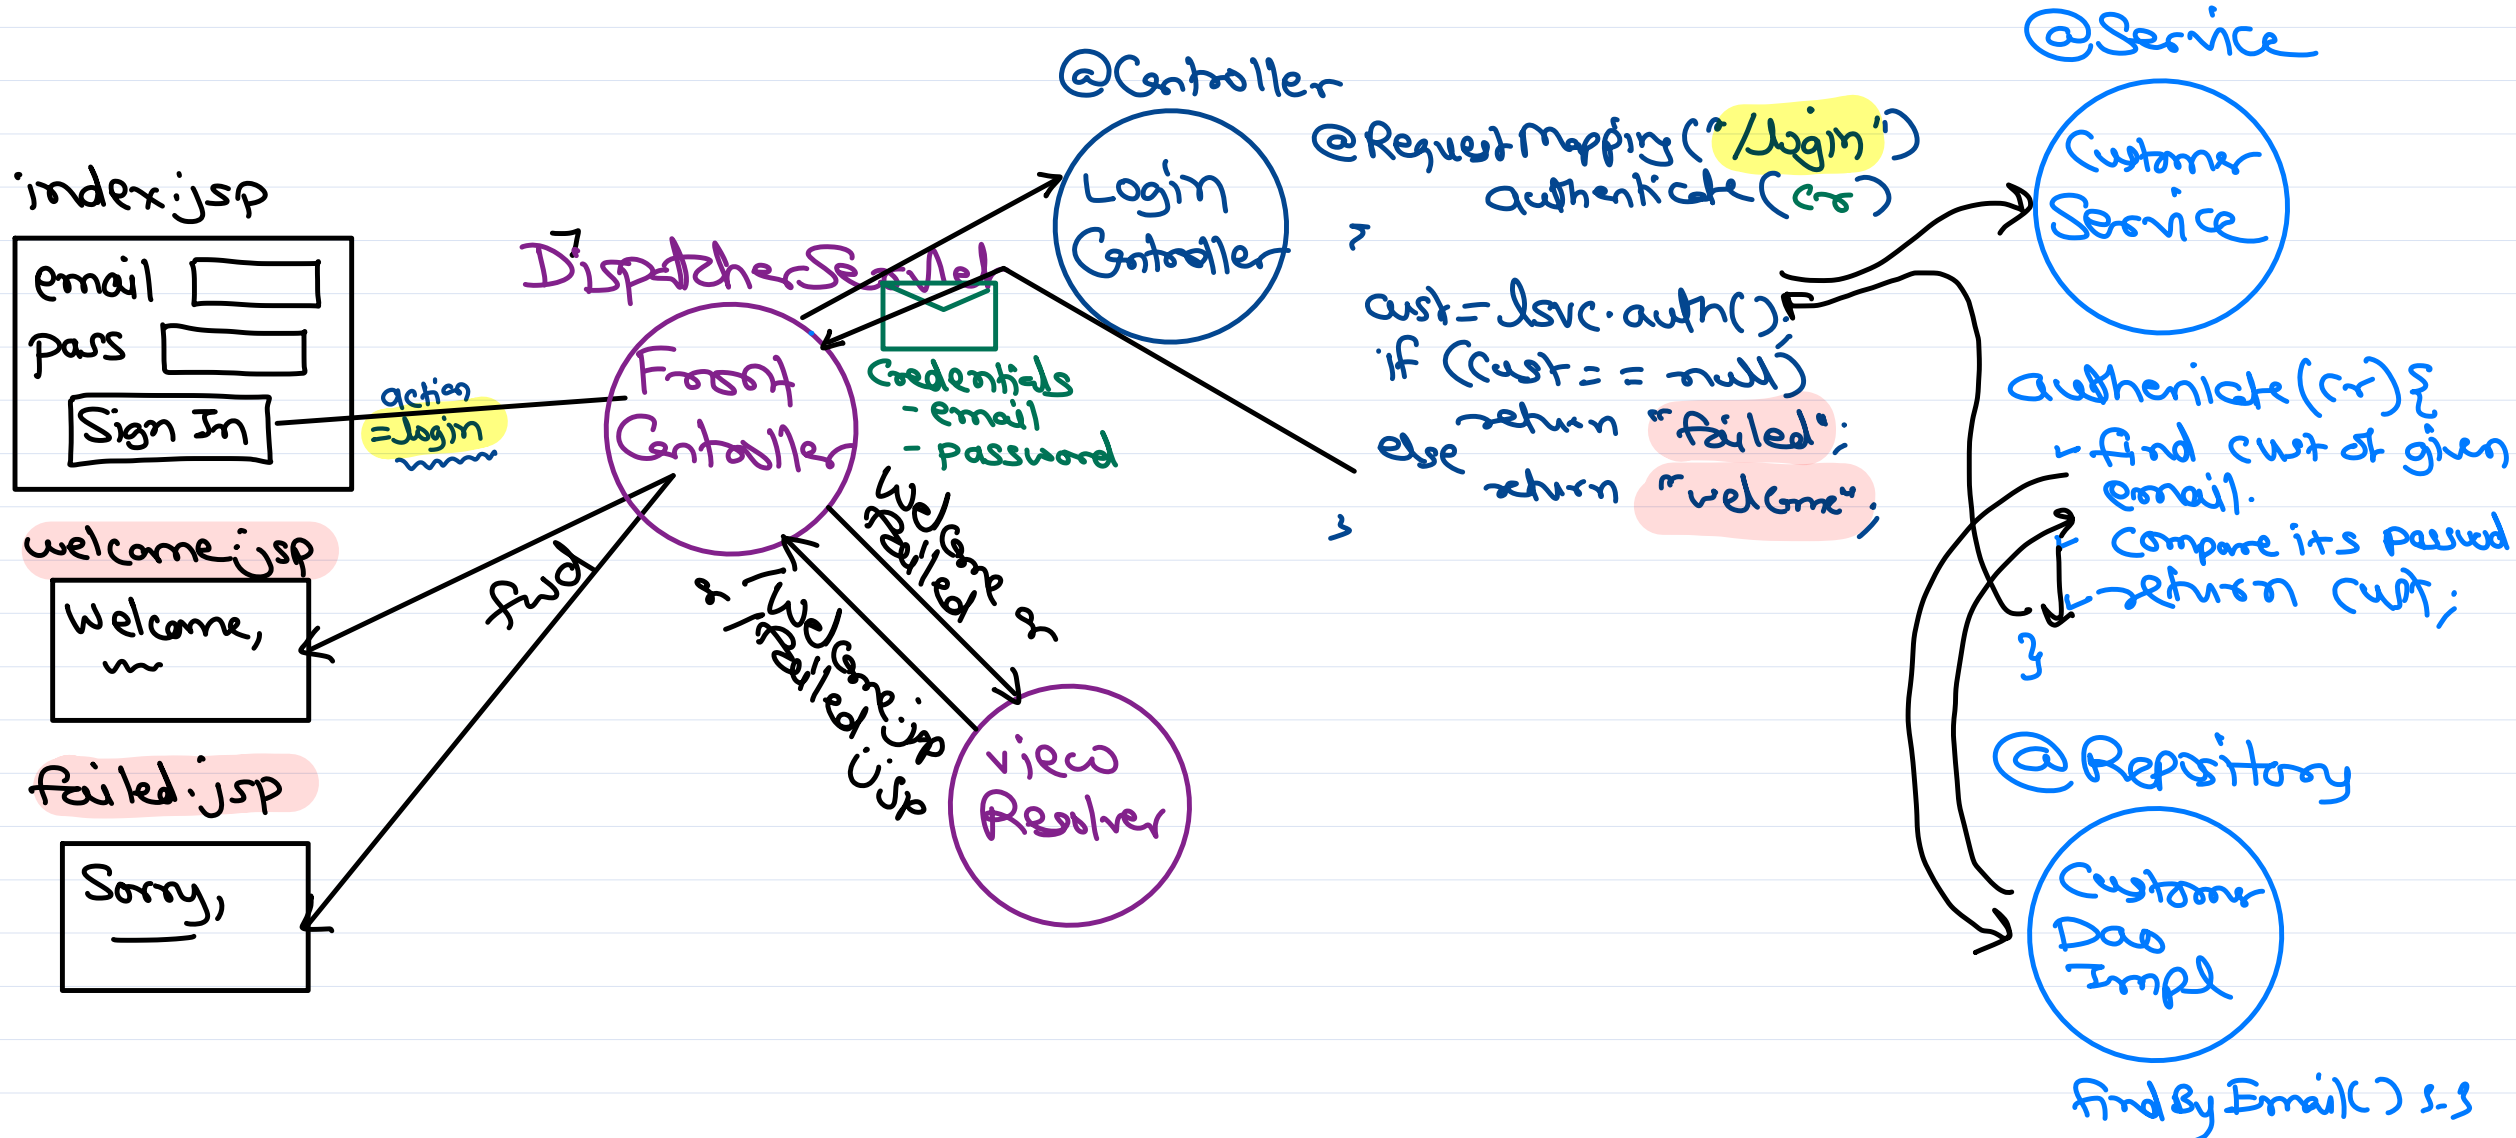 index.jsp
email
pass
Sign In
action
=login
welcome.jsp
Welcome,
failed.jsp
Sorry,
DispatcherServlet
Front
Controller
Credentials
- email
- password
@Controller
Login
Controller
@RequestMapping("login")
authenticate (cr)
{
cust = lsvc.auth();
if (cust == null)
return "failed";
else
return "welcome";
}
Fwd
welcome or
failed
or
welcome.jsp
failed.jsp
View
Resolver
@Service
Customer
Service
authenticate(cr){
- find cust of given
email.
- Compare its passwd
- return cust;
}
@Repository
Customer
Dao
Impl
findByEmail() {...}